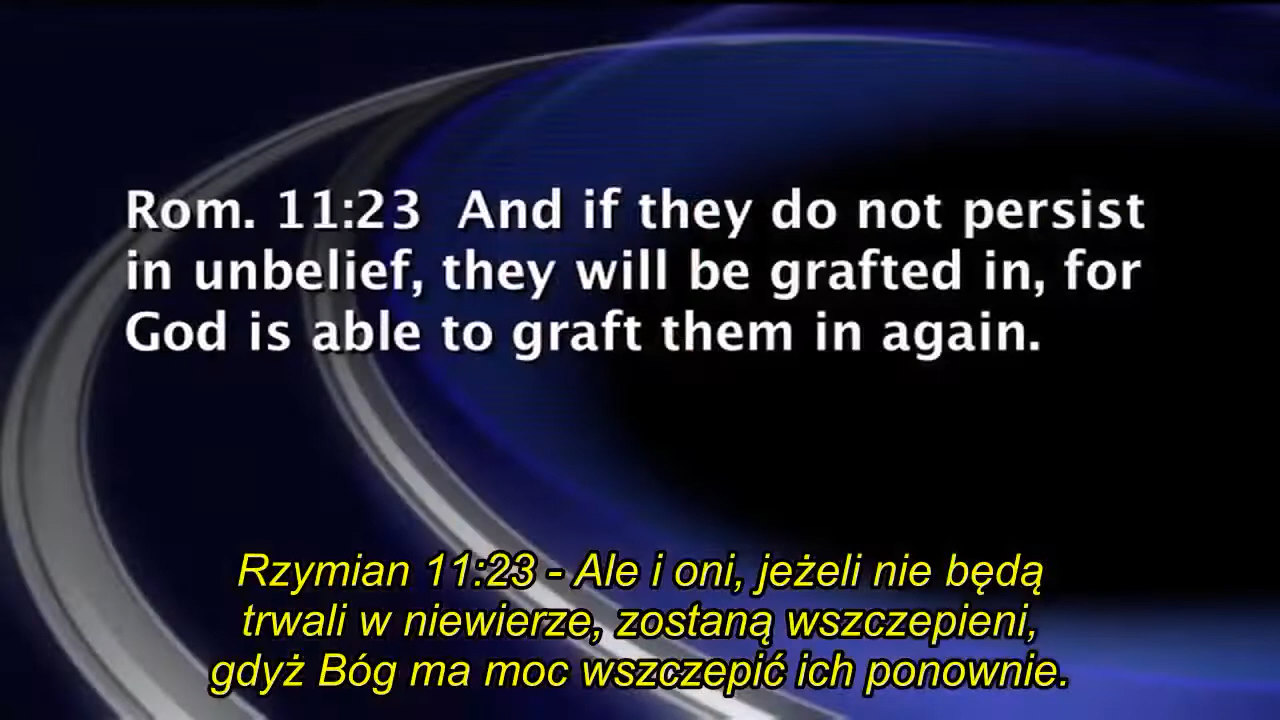 Rom. 11:23  And if they do not persist
in unbelief, they will be grafted in, for
God is able to graft them in again.
Rzymian 11:23 - Ale i oni, jeżeli nie będą
trwali w niewierze, zostaną wszczepieni,
gdyż Bóg ma moc wszczepić ich ponownie.